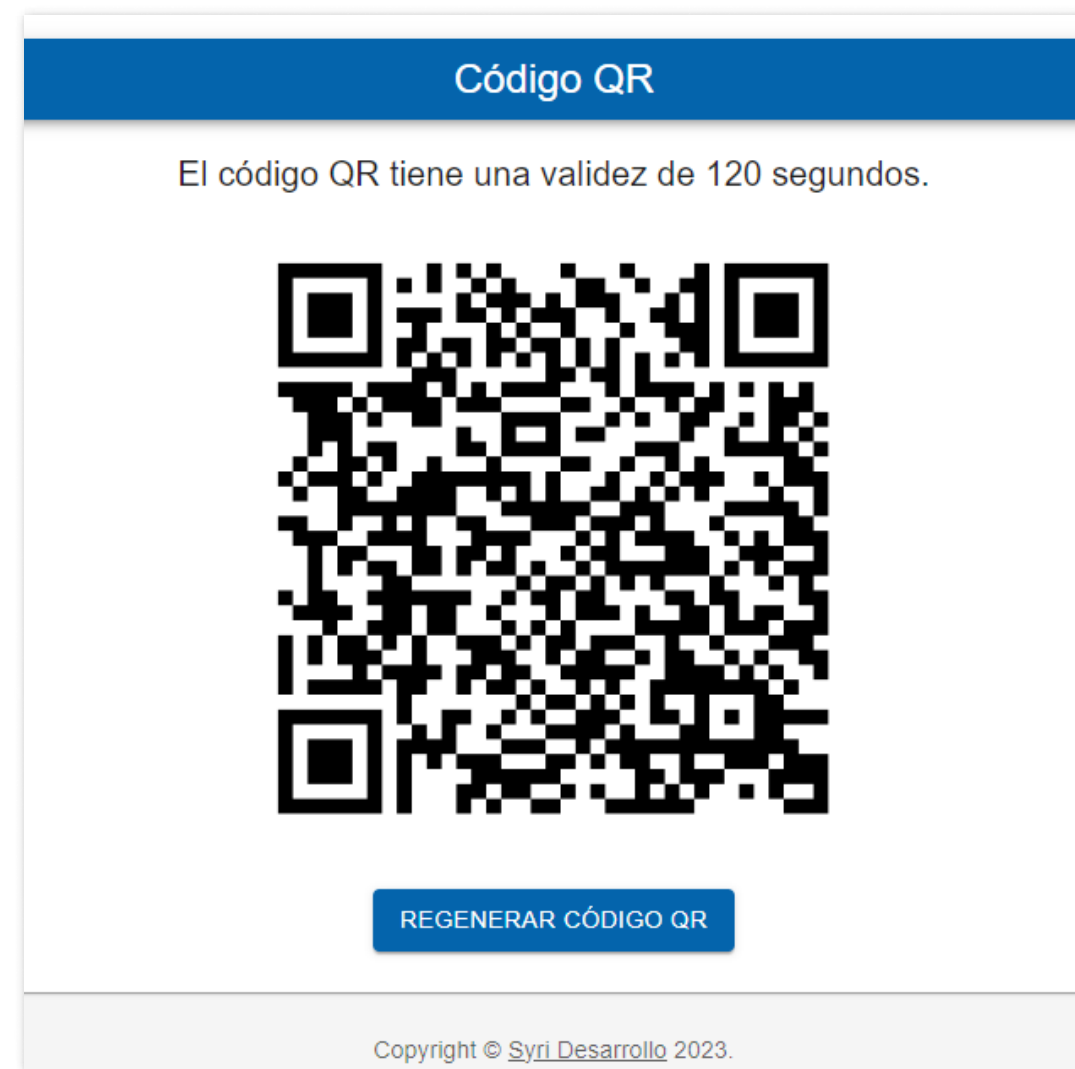 Código QR
El código QR tiene una validez de 120 segundos.
REGENERAR CÓDIGO QR
Copyright © Syri Desarrollo 2023.